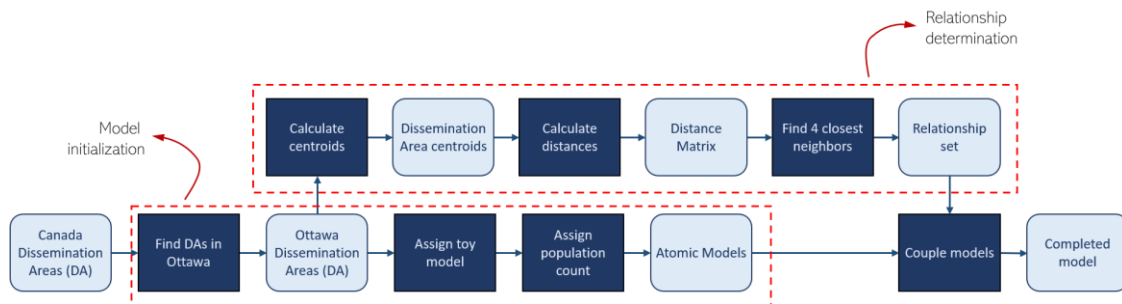 Relationship
determination
Model
initialization
Calculate
centroids
Dissemination
Area centroids
Calculate
distances
Distance
Matrix
Find 4 closest
neighbors
Relationship
set
Canada
Dissemination
Areas (DA)
Find DAs in
Ottawa
Ottawa
Dissemination
Areas (DA)
Assign toy
model
Assign
population
count
Atomic Models
Couple models
Completed
model